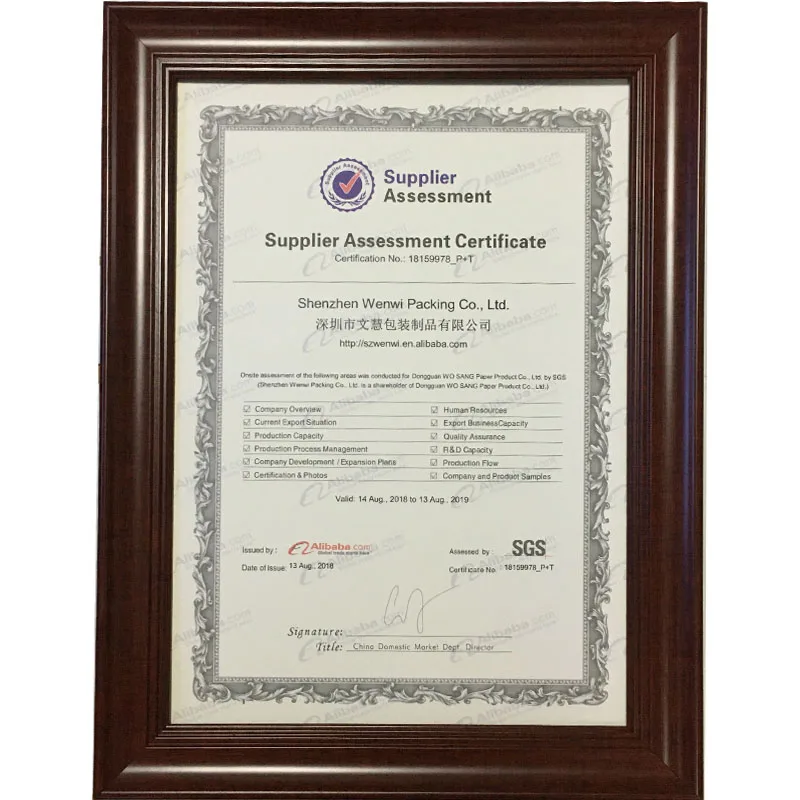 Supplier Assessment
Supplier
Assessment
Supplier Assessment Certificate
Certification No.: 18159978_P+T
Shenzhen Wenwi Packing Co., Ltd.
深圳市文慧包装制品有限公司
http://szwenwi.en.alibaba.com
Onsite assessment of the following areas was conducted for Dongguan WO SANG Paper Product Co., Ltd. by SGS
(Shenzhen Wenwi Packing Co., Ltd. is a shareholder of Dongguan WO SANG Paper Product Co., Ltd.)
☑ Company Overview ☑ Human Resources
☑ Current Export Situation ☑ Export BusinessCapacity
☑ Production Capacity ☑ Quality Assurance
☑ Production Process Management ☑ R&D Capacity
☑ Company Development / Expansion Plans ☑ Production Flow
☑ Certification & Photos ☑ Company and Product Samples
Valid: 14 Aug., 2018 to 13 Aug., 2019
Issued by : Alibaba.com Assessed by SGS
Global trade starts here
Date of Issue: 13 Aug., 2018 Certificate No. 18159978_P+T
Signature:
Title: China Domestic Market Dept. Director